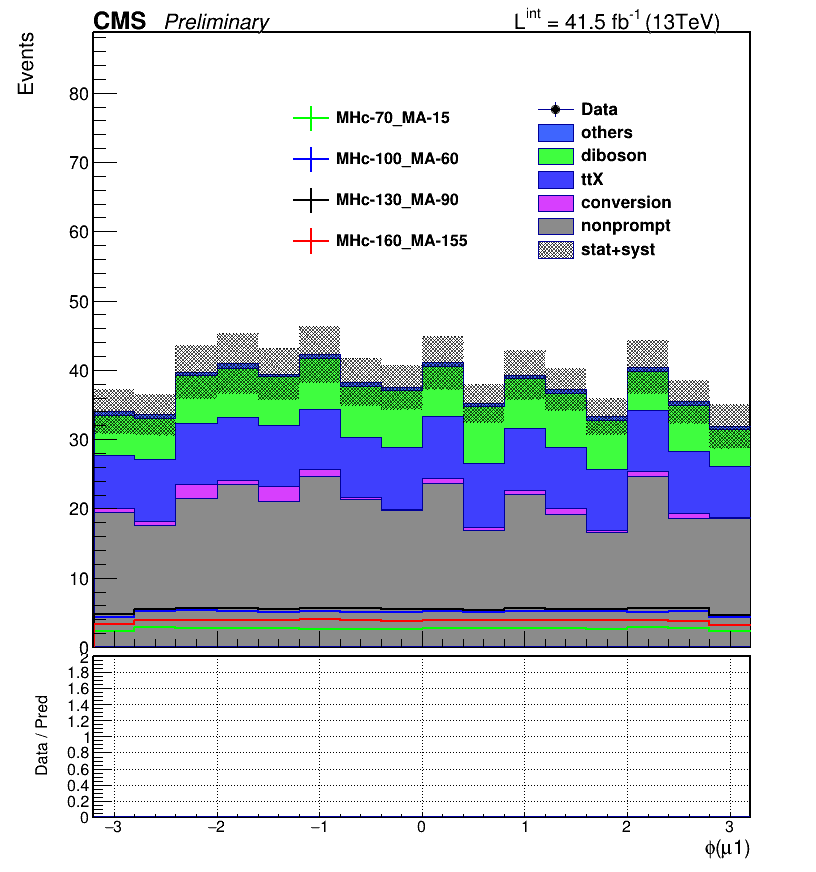 CMS Preliminary L^int = 41.5 fb^-1 (13TeV)
Events
80
70
60
50
40
30
20
10
0
MHc-70_MA-15
MHc-100_MA-60
MHc-130_MA-90
MHc-160_MA-155
Data
others
diboson
ttX
conversion
nonprompt
stat+syst
Data / Pred
2
1.8
1.6
1.4
1.2
1
0.8
0.6
0.4
0.2
0
−3 −2 −1 0 1 2 3
ϕ(μ1)